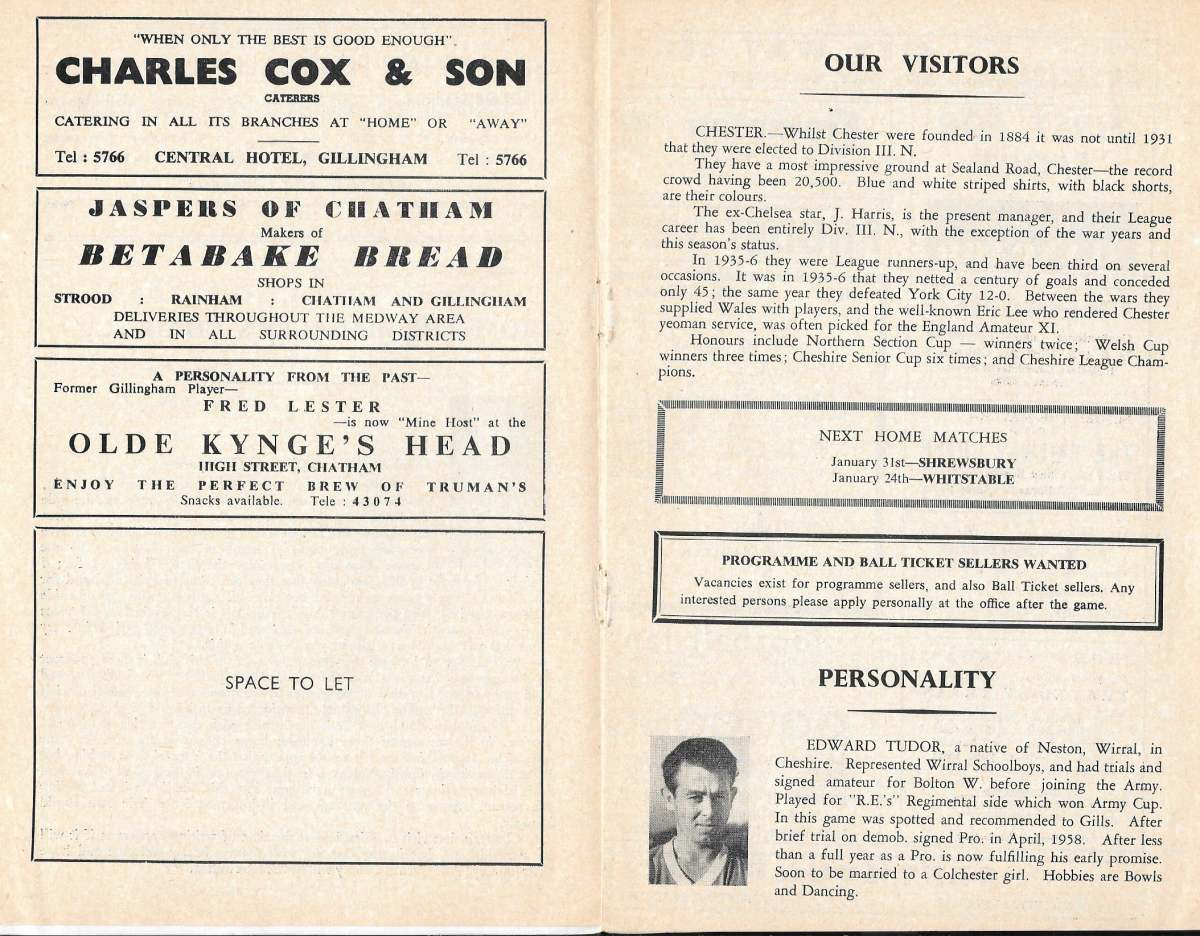 "WHEN ONLY THE BEST IS GOOD ENOUGH".
CHARLES COX & SON
CATERERS
CATERING IN ALL ITS BRANCHES AT "HOME" OR "AWAY"
Tel : 5766 CENTRAL HOTEL, GILLINGHAM Tel : 5766
JASPERS OF CHATHAM
Makers of
BETABAKE BREAD
SHOPS IN
STROOD : RAINHAM : CHATHAM AND GILLINGHAM
DELIVERIES THROUGHOUT THE MEDWAY AREA
AND IN ALL SURROUNDING DISTRICTS
A PERSONALITY FROM THE PAST—
Former Gillingham Player—
FRED LESTER
—is now "Mine Host" at the
OLDE KYNGE'S HEAD
HIGH STREET, CHATHAM
ENJOY THE PERFECT BREW OF TRUMAN'S
Snacks available. Tele : 43074
SPACE TO LET
OUR VISITORS
CHESTER.—Whilst Chester were founded in 1884 it was not until 1931
that they were elected to Division III. N.
They have a most impressive ground at Sealand Road, Chester—the record
crowd having been 20,500. Blue and white striped shirts, with black shorts,
are their colours.
The ex-Chelsea star, J. Harris, is the present manager, and their League
career has been entirely Div. III. N., with the exception of the war years and
this season's status.
In 1935-6 they were League runners-up, and have been third on several
occasions. It was in 1935-6 that they netted a century of goals and conceded
only 45; the same year they defeated York City 12-0. Between the wars they
supplied Wales with players, and the well-known Eric Lee who rendered Chester
yeoman service, was often picked for the England Amateur XI.
Honours include Northern Section Cup — winners twice; Welsh Cup
winners three times; Cheshire Senior Cup six times; and Cheshire League Cham-
pions.
NEXT HOME MATCHES
January 31st—SHREWSBURY
January 24th—WHITSTABLE
PROGRAMME AND BALL TICKET SELLERS WANTED
Vacancies exist for programme sellers, and also Ball Ticket sellers. Any
interested persons please apply personally at the office after the game.
PERSONALITY
EDWARD TUDOR, a native of Neston, Wirral, in
Cheshire. Represented Wirral Schoolboys, and had trials and
signed amateur for Bolton W. before joining the Army.
Played for "R.E.'s" Regimental side which won Army Cup.
In this game was spotted and recommended to Gills. After
brief trial on demob. signed Pro. in April, 1958. After less
than a full year as a Pro. is now fulfilling his early promise.
Soon to be married to a Colchester girl. Hobbies are Bowls
and Dancing.